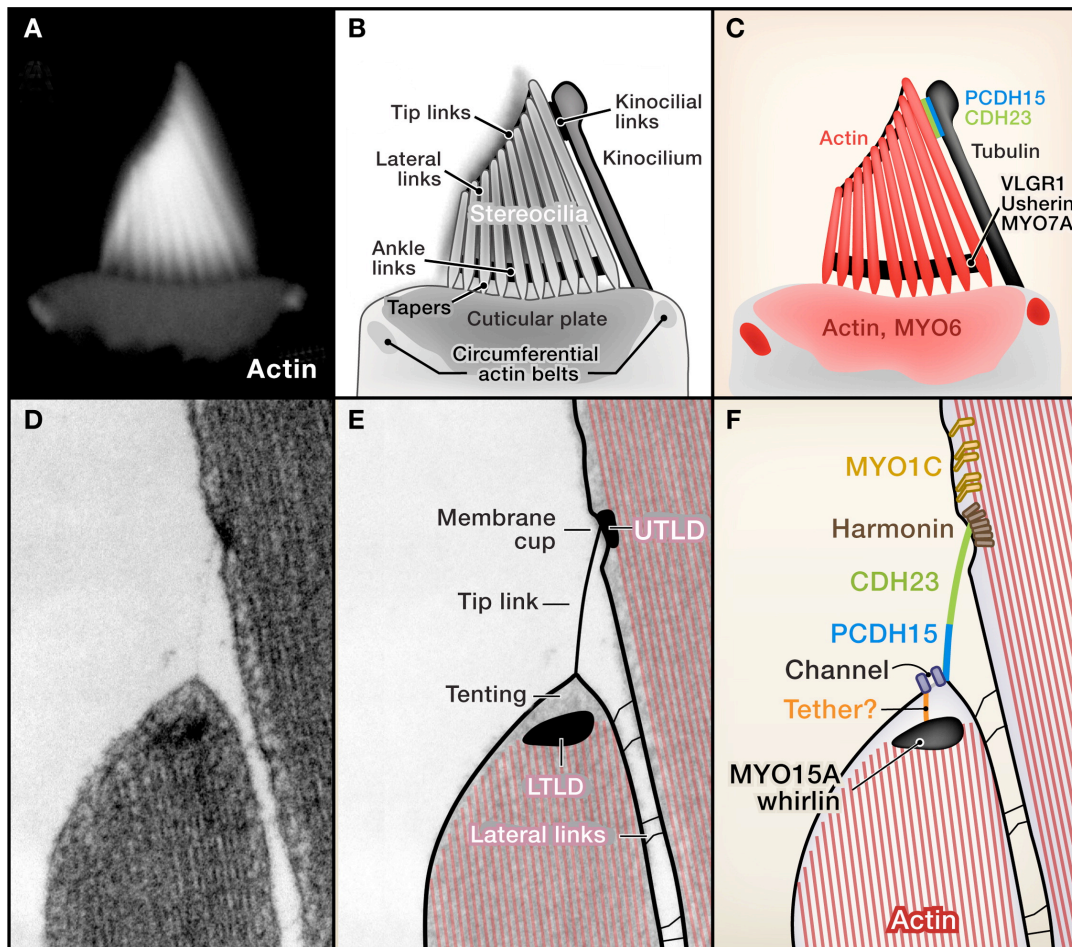 A
Actin
B
Tip links
Kinocilial
links
Kinocilium
Lateral
links
Stereocilia
Ankle
links
Tapers
Cuticular plate
Circumferential
actin belts
C
PCDH15
CDH23
Actin
Tubulin
VLGR1
Usherin
MYO7A
Actin, MYO6
D
E
Membrane
cup
UTLD
Tip link
Tenting
LTLD
Lateral links
F
MYO1C
Harmonin
CDH23
PCDH15
Channel
Tether?
MYO15A
whirlin
Actin